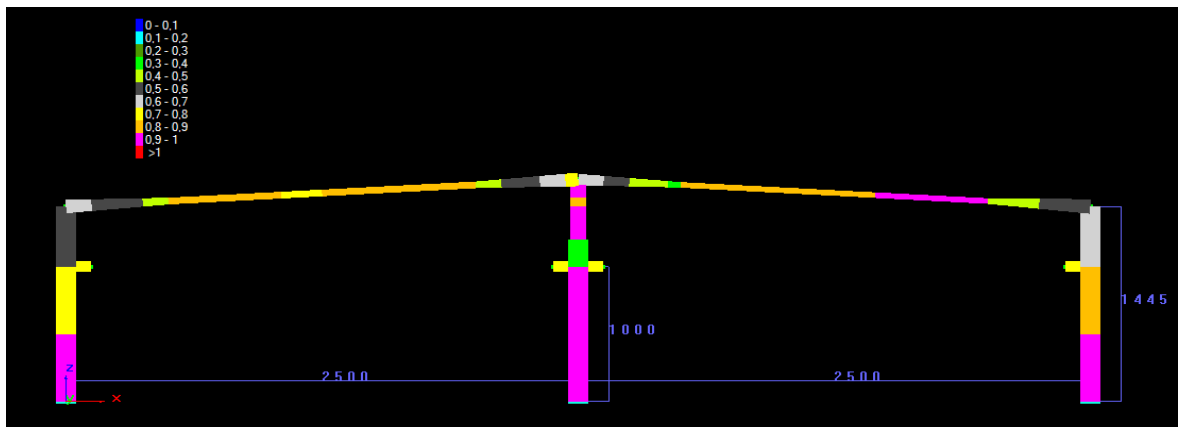 0 - 0,1
0,1 - 0,2
0,2 - 0,3
0,3 - 0,4
0,4 - 0,5
0,5 - 0,6
0,6 - 0,7
0,7 - 0,8
0,8 - 0,9
0,9 - 1
>1
1445
1000
2500 2500
Z
Y X